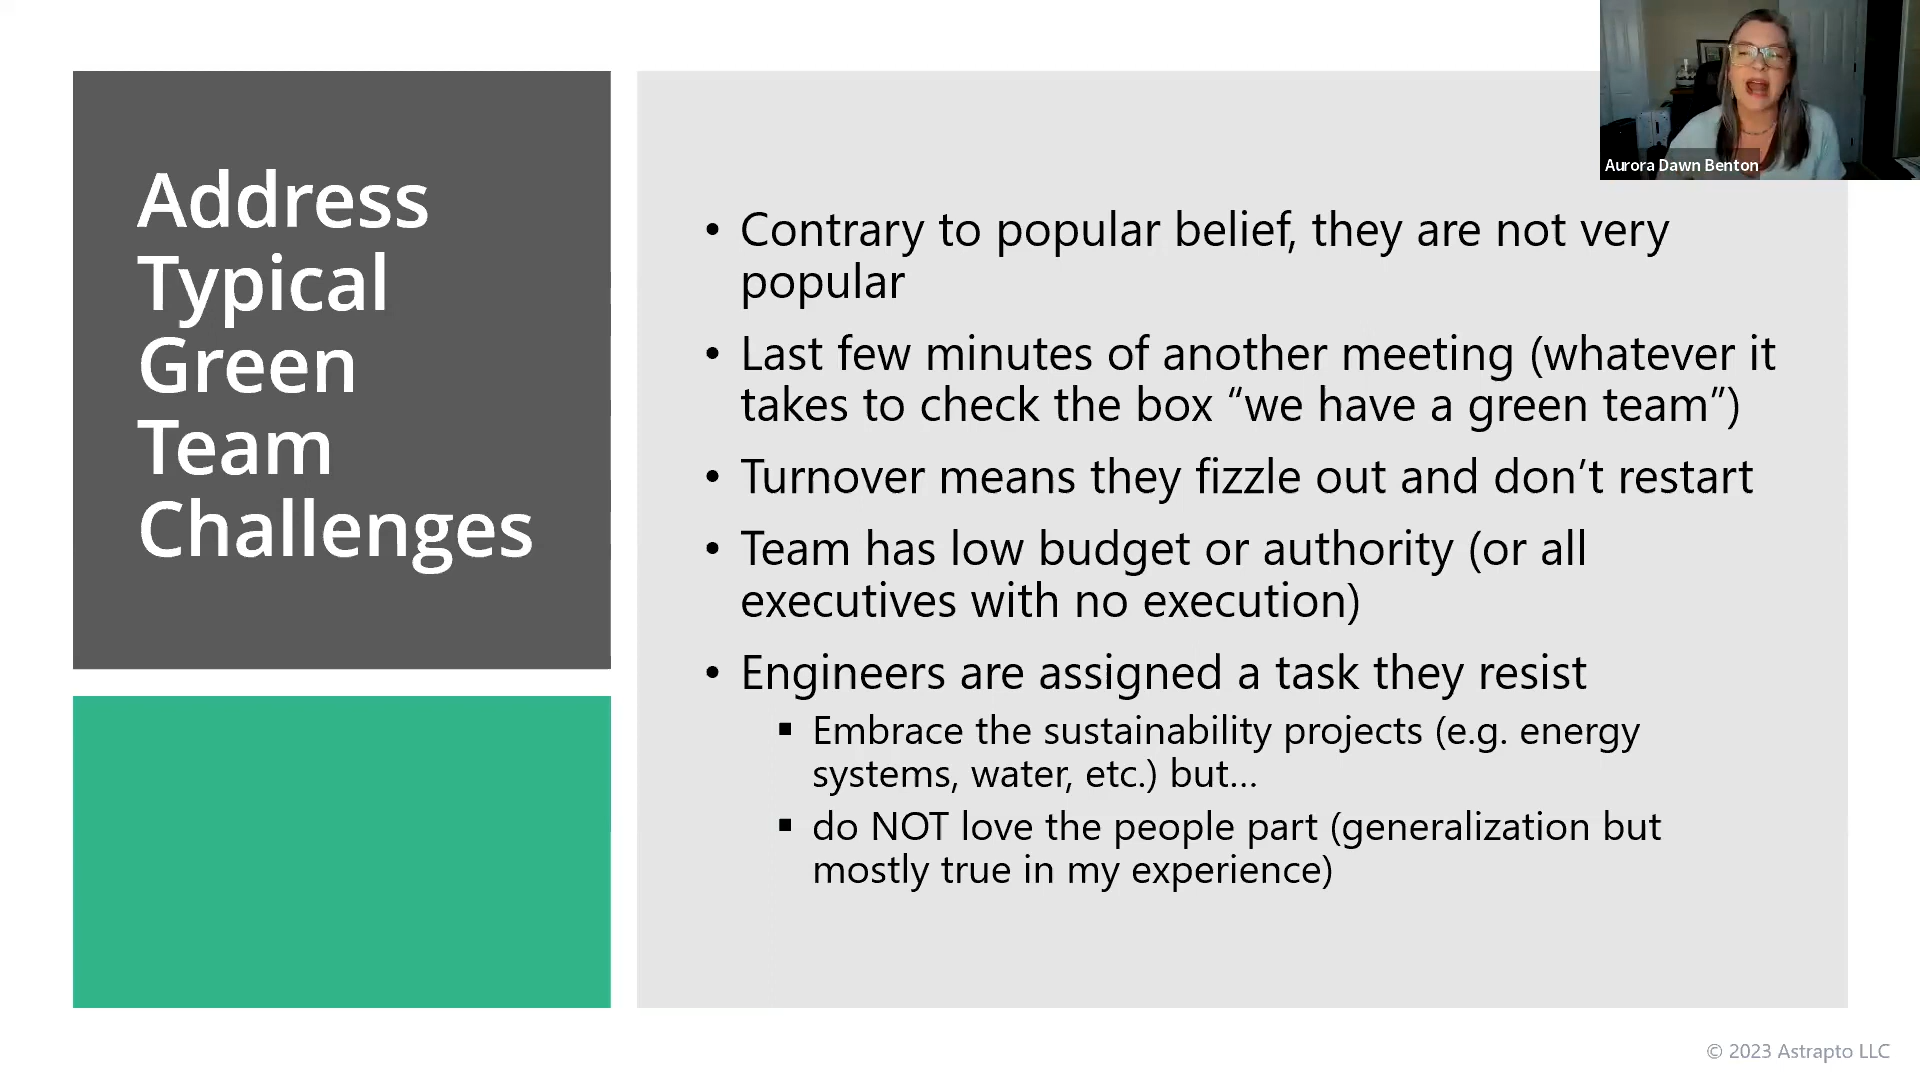 Address
Typical
Green
Team
Challenges
• Contrary to popular belief, they are not very
popular
• Last few minutes of another meeting (whatever it
takes to check the box “we have a green team”)
• Turnover means they fizzle out and don’t restart
• Team has low budget or authority (or all
executives with no execution)
• Engineers are assigned a task they resist
▪ Embrace the sustainability projects (e.g. energy
systems, water, etc.) but…
▪ do NOT love the people part (generalization but
mostly true in my experience)
Aurora Dawn Benton
© 2023 Astrapto LLC